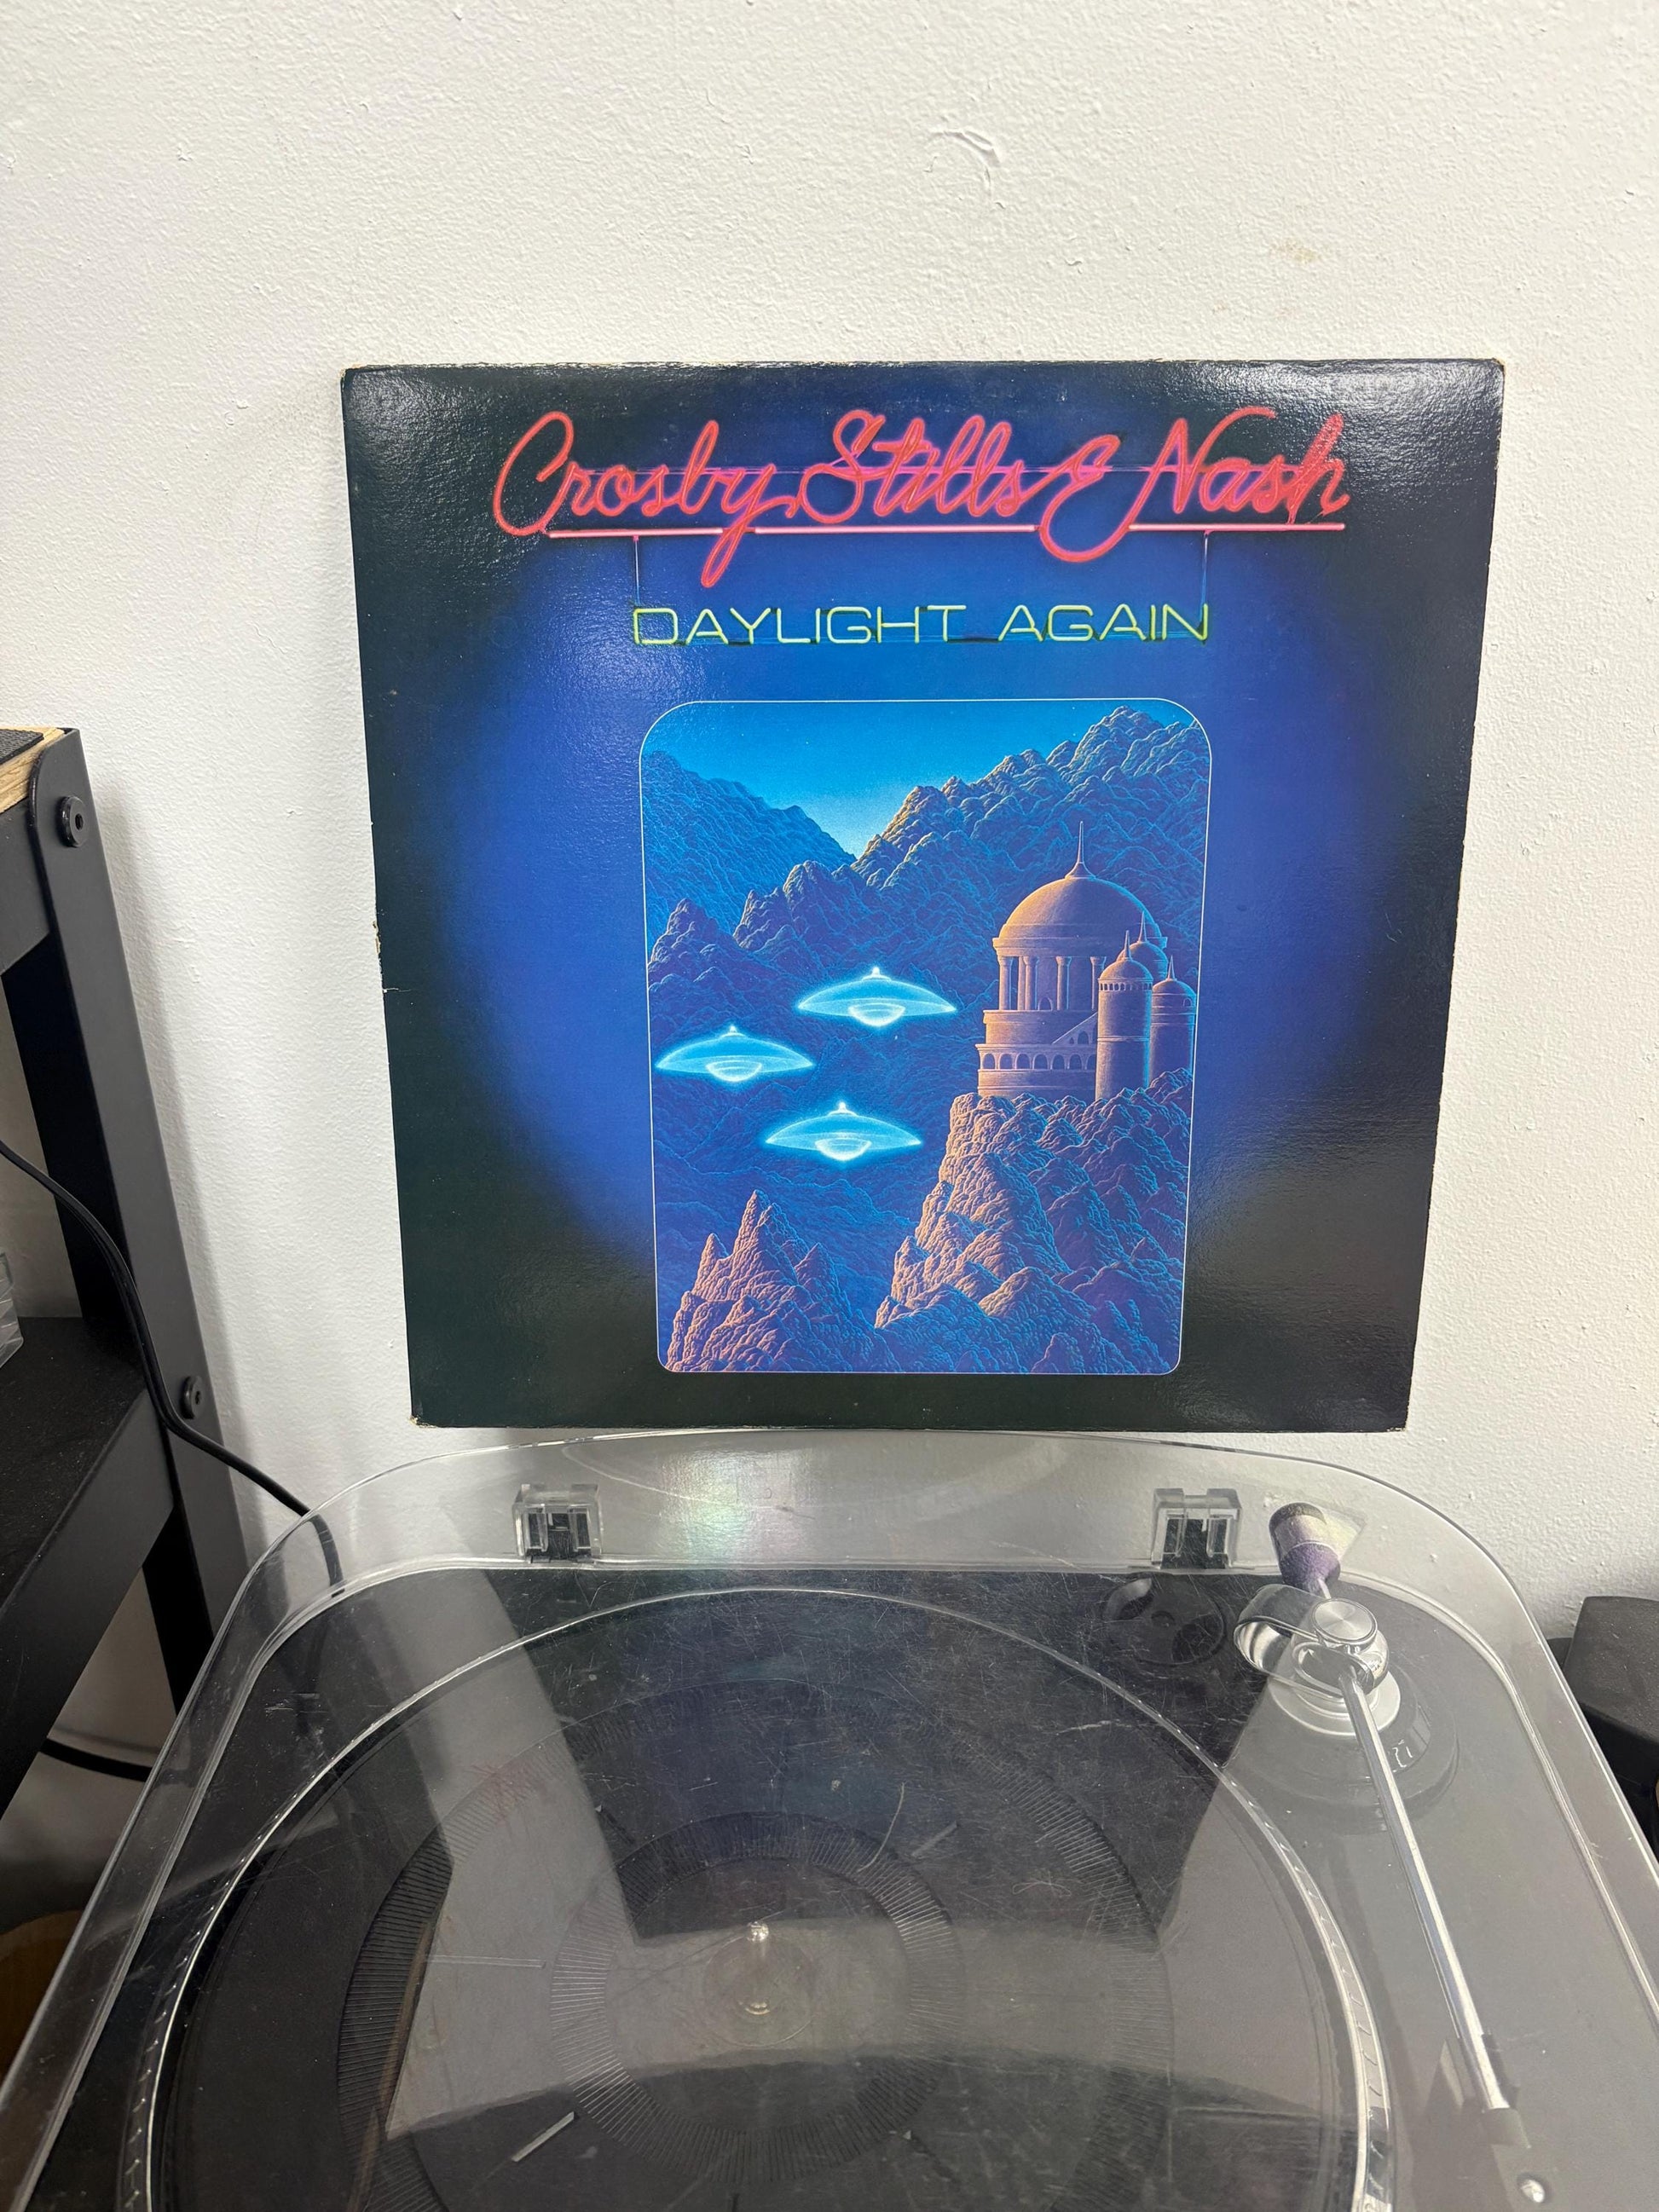 Crosby, Stills & Nash
DAYLIGHT AGAIN